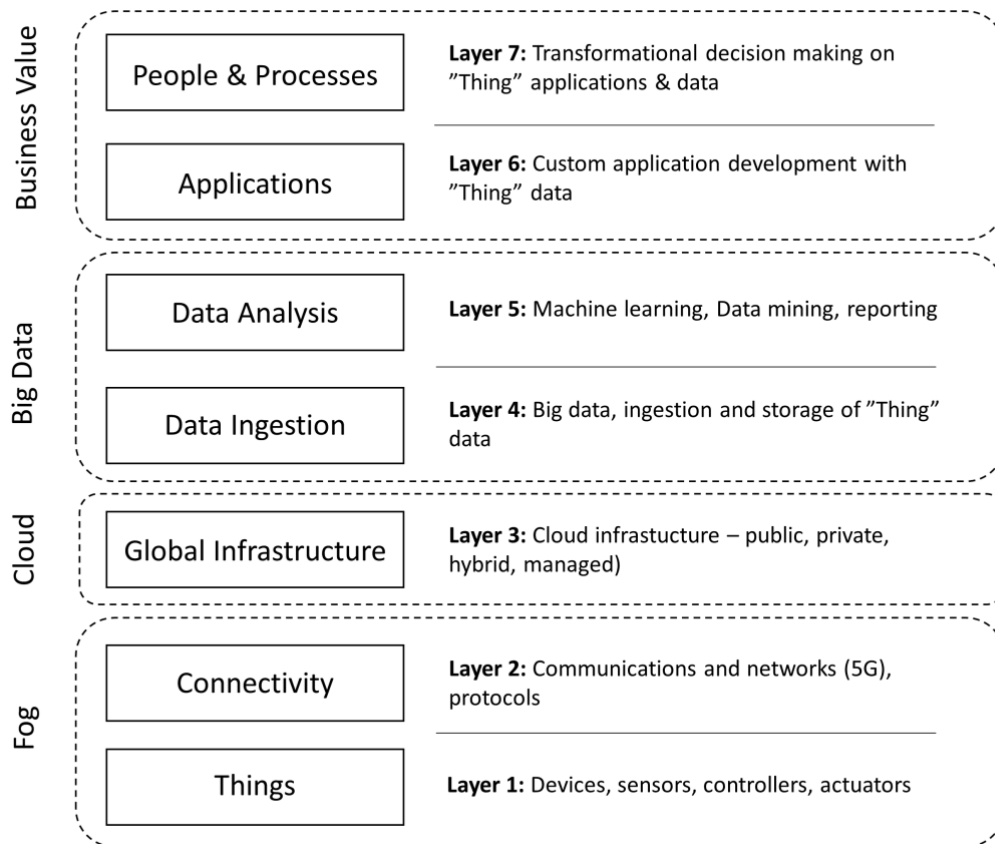 Business Value
People & Processes
Layer 7: Transformational decision making on
”Thing” applications & data
Applications
Layer 6: Custom application development with
”Thing” data
Big Data
Data Analysis
Layer 5: Machine learning, Data mining, reporting
Data Ingestion
Layer 4: Big data, ingestion and storage of ”Thing”
data
Cloud
Global Infrastructure
Layer 3: Cloud infrastucture – public, private,
hybrid, managed)
Fog
Connectivity
Layer 2: Communications and networks (5G),
protocols
Things
Layer 1: Devices, sensors, controllers, actuators